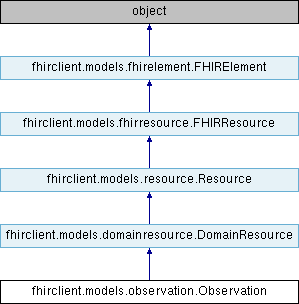 object
fhirclient.models.fhirelement.FHIRElement
fhirclient.models.fhirresource.FHIRResource
fhirclient.models.resource.Resource
fhirclient.models.domainresource.DomainResource
fhirclient.models.observation.Observation